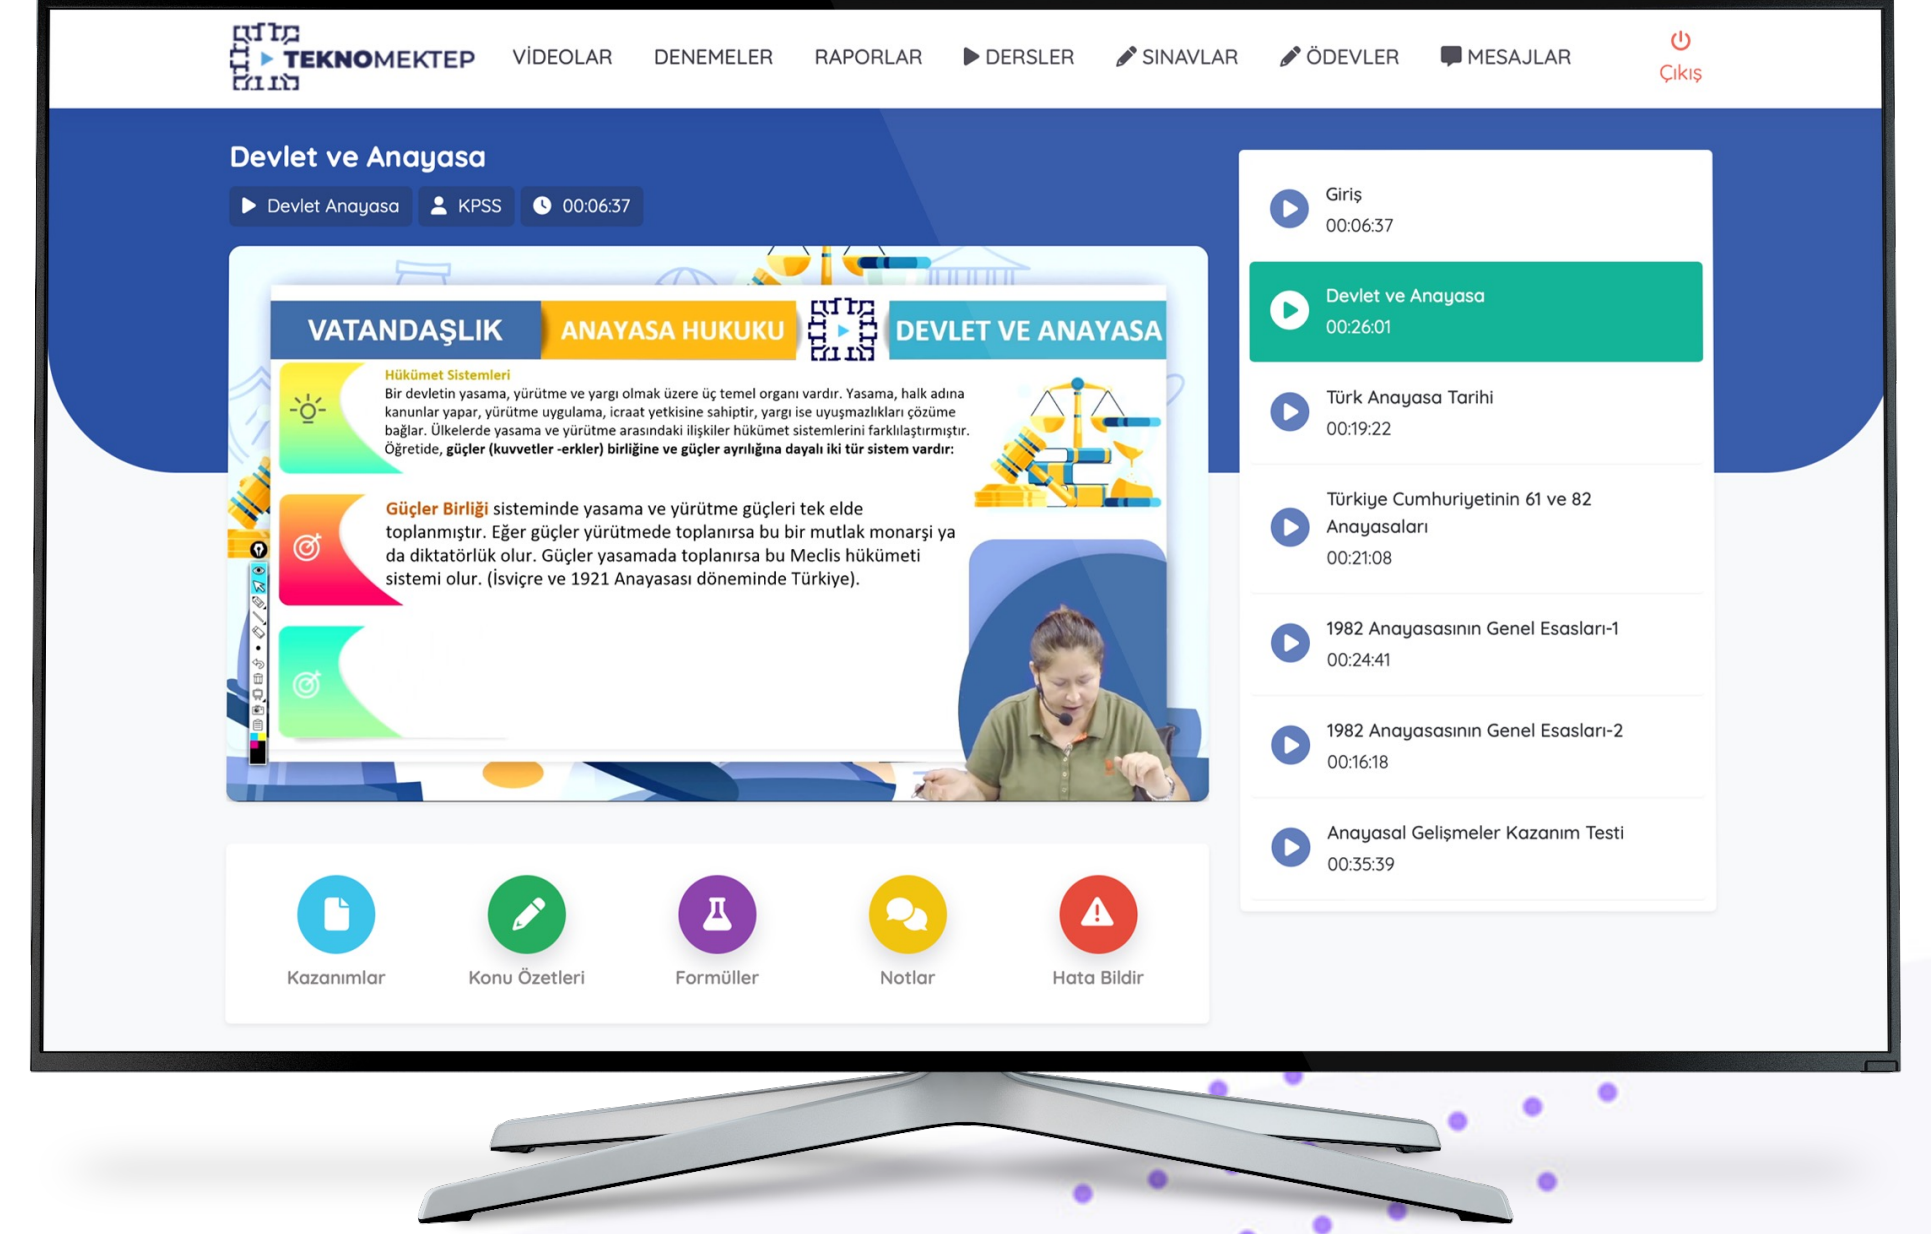 TEKNOMEKTEP
VİDEOLAR
DENEMELER
RAPORLAR
DERSLER
SINAVLAR
ÖDEVLER
MESAJLAR
Çıkış
Devlet ve Anayasa
Devlet Anayasa
KPSS
00:06:37
VATANDAŞLIK
ANAYASA HUKUKU
DEVLET VE ANAYASA
Hükümet Sistemleri
Bir devletin yasama, yürütme ve yargı olmak üzere üç temel organı vardır. Yasama, halk adına
kanunlar yapar, yürütme uygulama, icraat yetkisine sahiptir, yargı ise uyuşmazlıkları çözüme
bağlar. Ülkelerde yasama ve yürütme arasındaki ilişkiler hükümet sistemlerini farklılaştırmıştır.
Öğretide, güçler (kuvvetler -erkler) birliğine ve güçler ayrılığına dayalı iki tür sistem vardır:
Güçler Birliği sisteminde yasama ve yürütme güçleri tek elde
toplanmıştır. Eğer güçler yürütmede toplanırsa bu bir mutlak monarşi ya
da diktatörlük olur. Güçler yasamada toplanırsa bu Meclis hükümeti
sistemi olur. (İsviçre ve 1921 Anayasası döneminde Türkiye).
Giriş
00:06:37
Devlet ve Anayasa
00:26:01
Türk Anayasa Tarihi
00:19:22
Türkiye Cumhuriyetinin 61 ve 82
Anayasaları
00:21:08
1982 Anayasasının Genel Esasları-1
00:24:41
1982 Anayasasının Genel Esasları-2
00:16:18
Anayasal Gelişmeler Kazanım Testi
00:35:39
Kazanımlar
Konu Özetleri
Formüller
Notlar
Hata Bildir